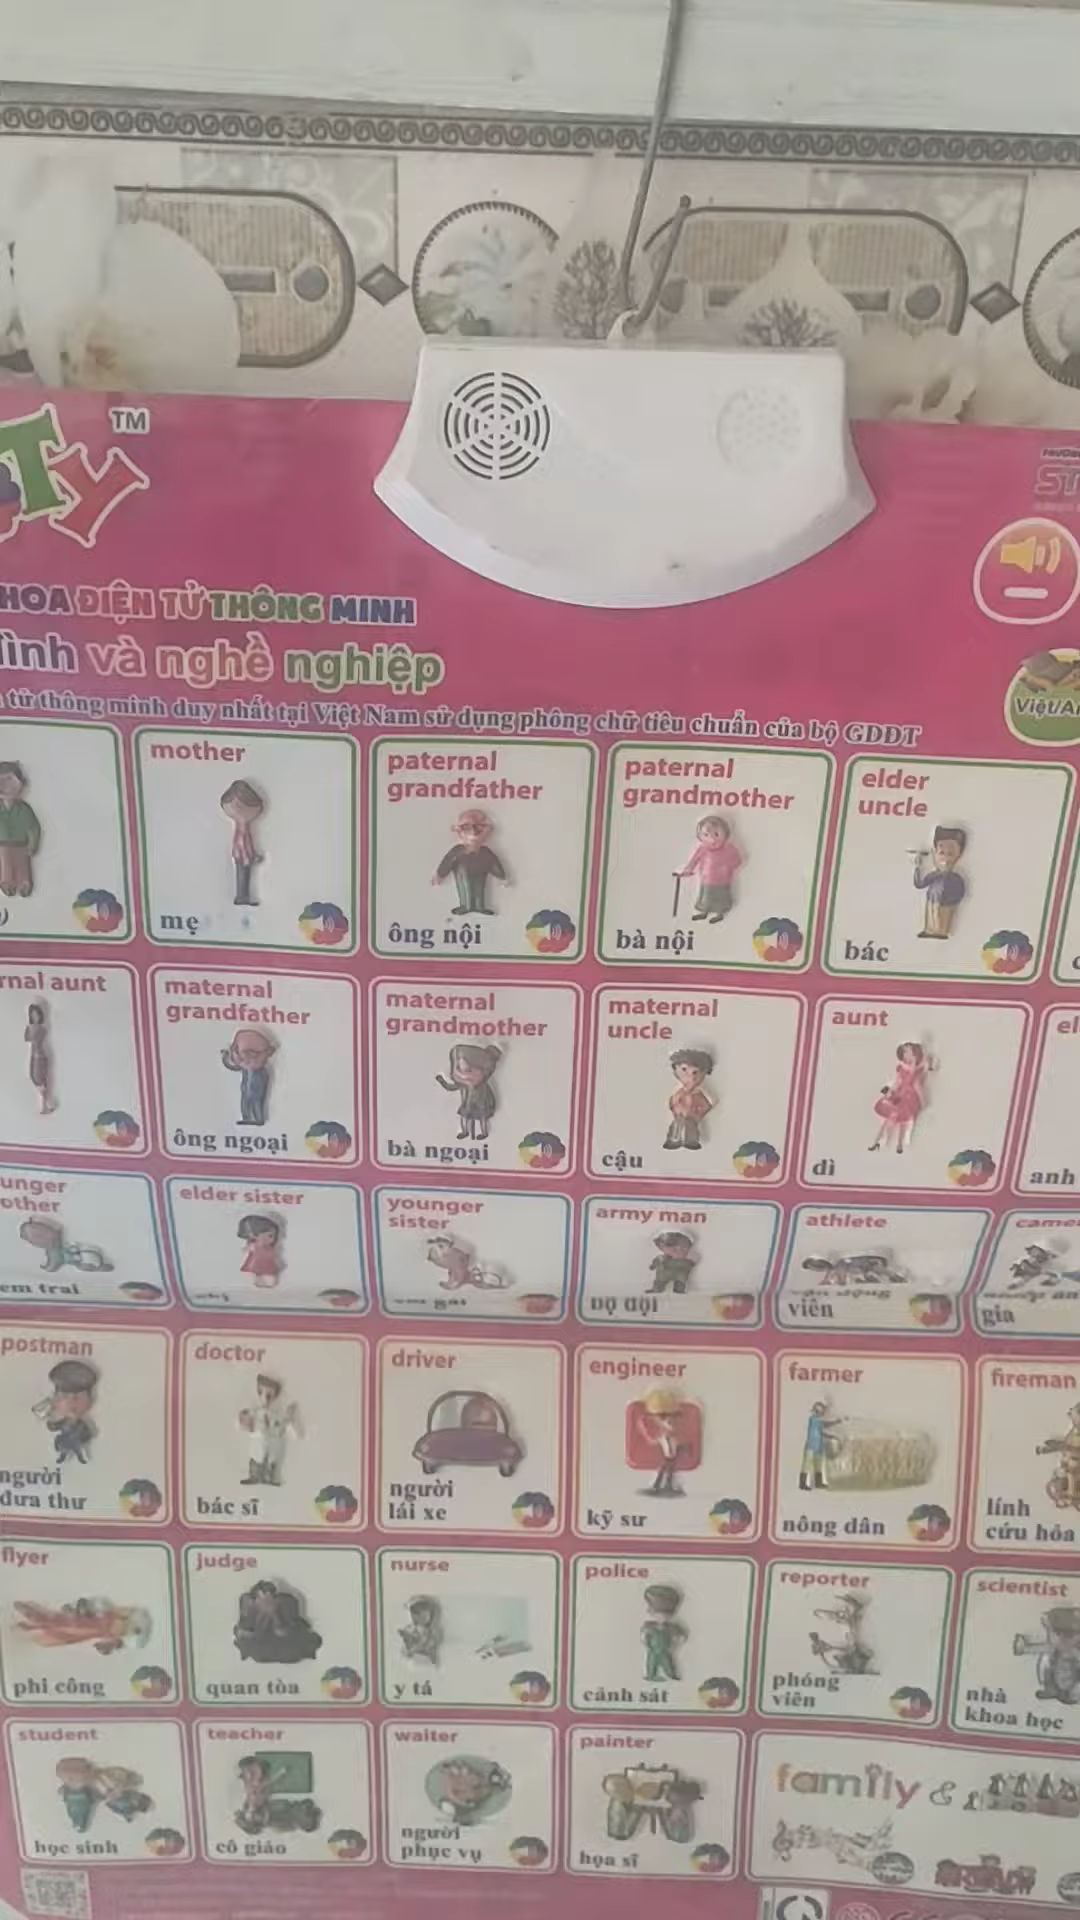 TY
TM
HOA ĐIỆN TỬ THÔNG MINH
và nghề nghiệp
tử thông minh duy nhất tại Việt Nam sử dụng phông chữ tiêu chuẩn của bộ GDDT
mother
mẹ
paternal
grandfather
ông nội
paternal
grandmother
bà nội
elder
uncle
bác
aunt
maternal
grandfather
ông ngoại
maternal
grandmother
bà ngoại
maternal
uncle
cậu
aunt
dì
anh
em trai
elder sister
younger
sister
army man
bộ đội
athlete
viên
gia
postman
người
đưa thư
doctor
bác sĩ
driver
người
lái xe
engineer
kỹ sư
farmer
nông dân
fireman
lính
cứu hỏa
flyer
phi công
judge
quan tòa
nurse
y tá
police
cảnh sát
reporter
phóng
viên
scientist
nhà
khoa học
student
học sinh
teacher
cô giáo
waiter
người
phục vụ
painter
họa sĩ
family &